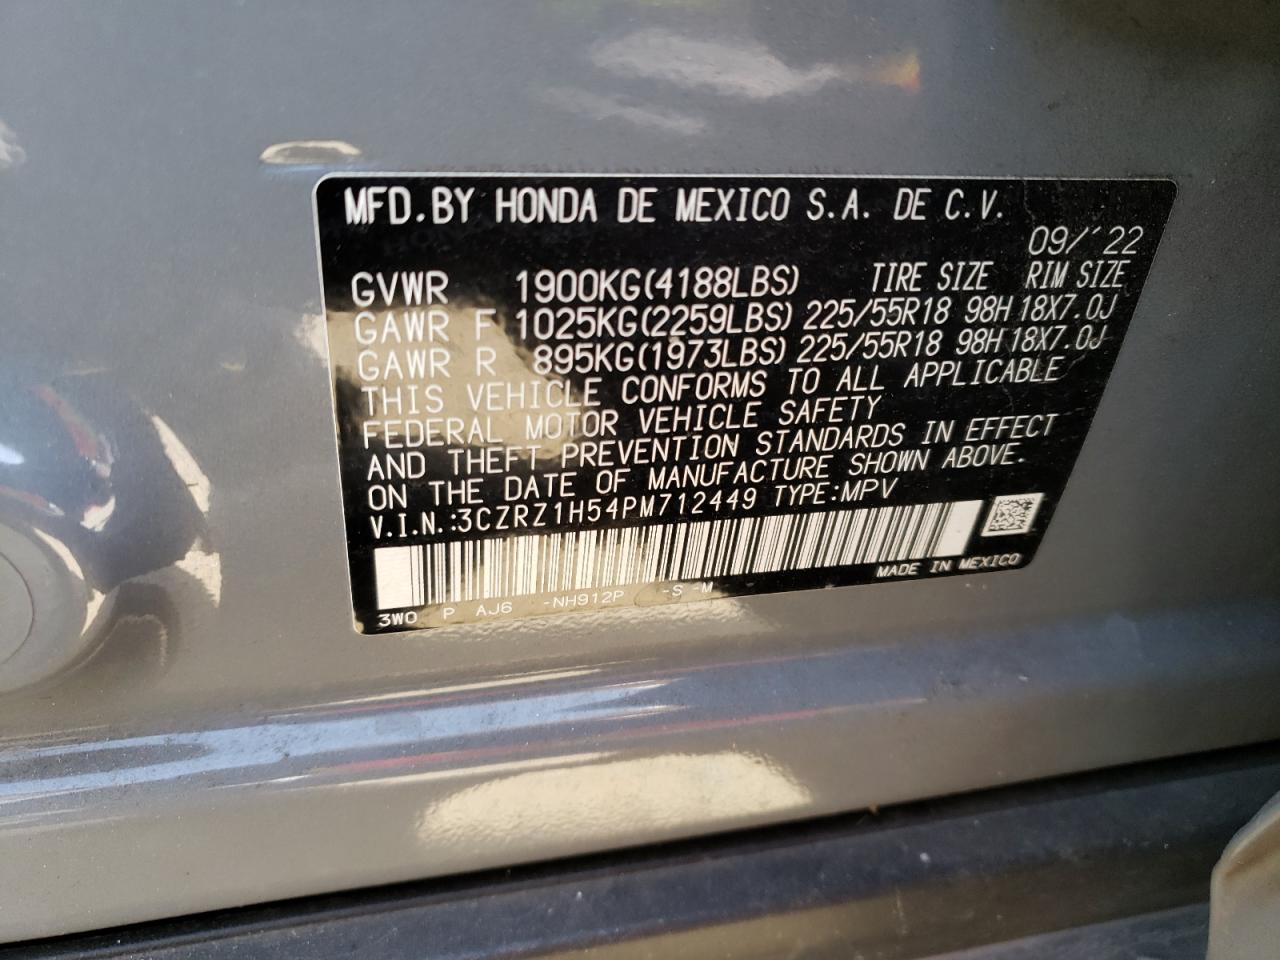 MFD.BY HONDA DE MEXICO S.A. DE C.V.
09/´22
GVWR 1900KG(4188LBS) TIRE SIZE RIM SIZE
GAWR F 1025KG(2259LBS) 225/55R18 98H 18X7.0J
GAWR R 895KG(1973LBS) 225/55R18 98H 18X7.0J
THIS VEHICLE CONFORMS TO ALL APPLICABLE
FEDERAL MOTOR VEHICLE SAFETY
AND THEFT PREVENTION STANDARDS IN EFFECT
ON THE DATE OF MANUFACTURE SHOWN ABOVE.
V.I.N.:3CZRZ1H54PM712449 TYPE:MPV
MADE IN MEXICO
3WO P AJ6 -NH912P -S -M